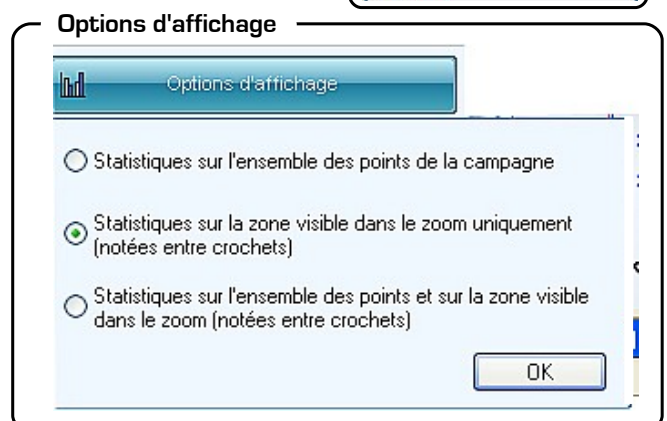 Options d'affichage
Options d'affichage
Statistiques sur l'ensemble des points de la campagne
Statistiques sur la zone visible dans le zoom uniquement
(notées entre crochets)
Statistiques sur l'ensemble des points et sur la zone visible
dans le zoom (notées entre crochets)
OK